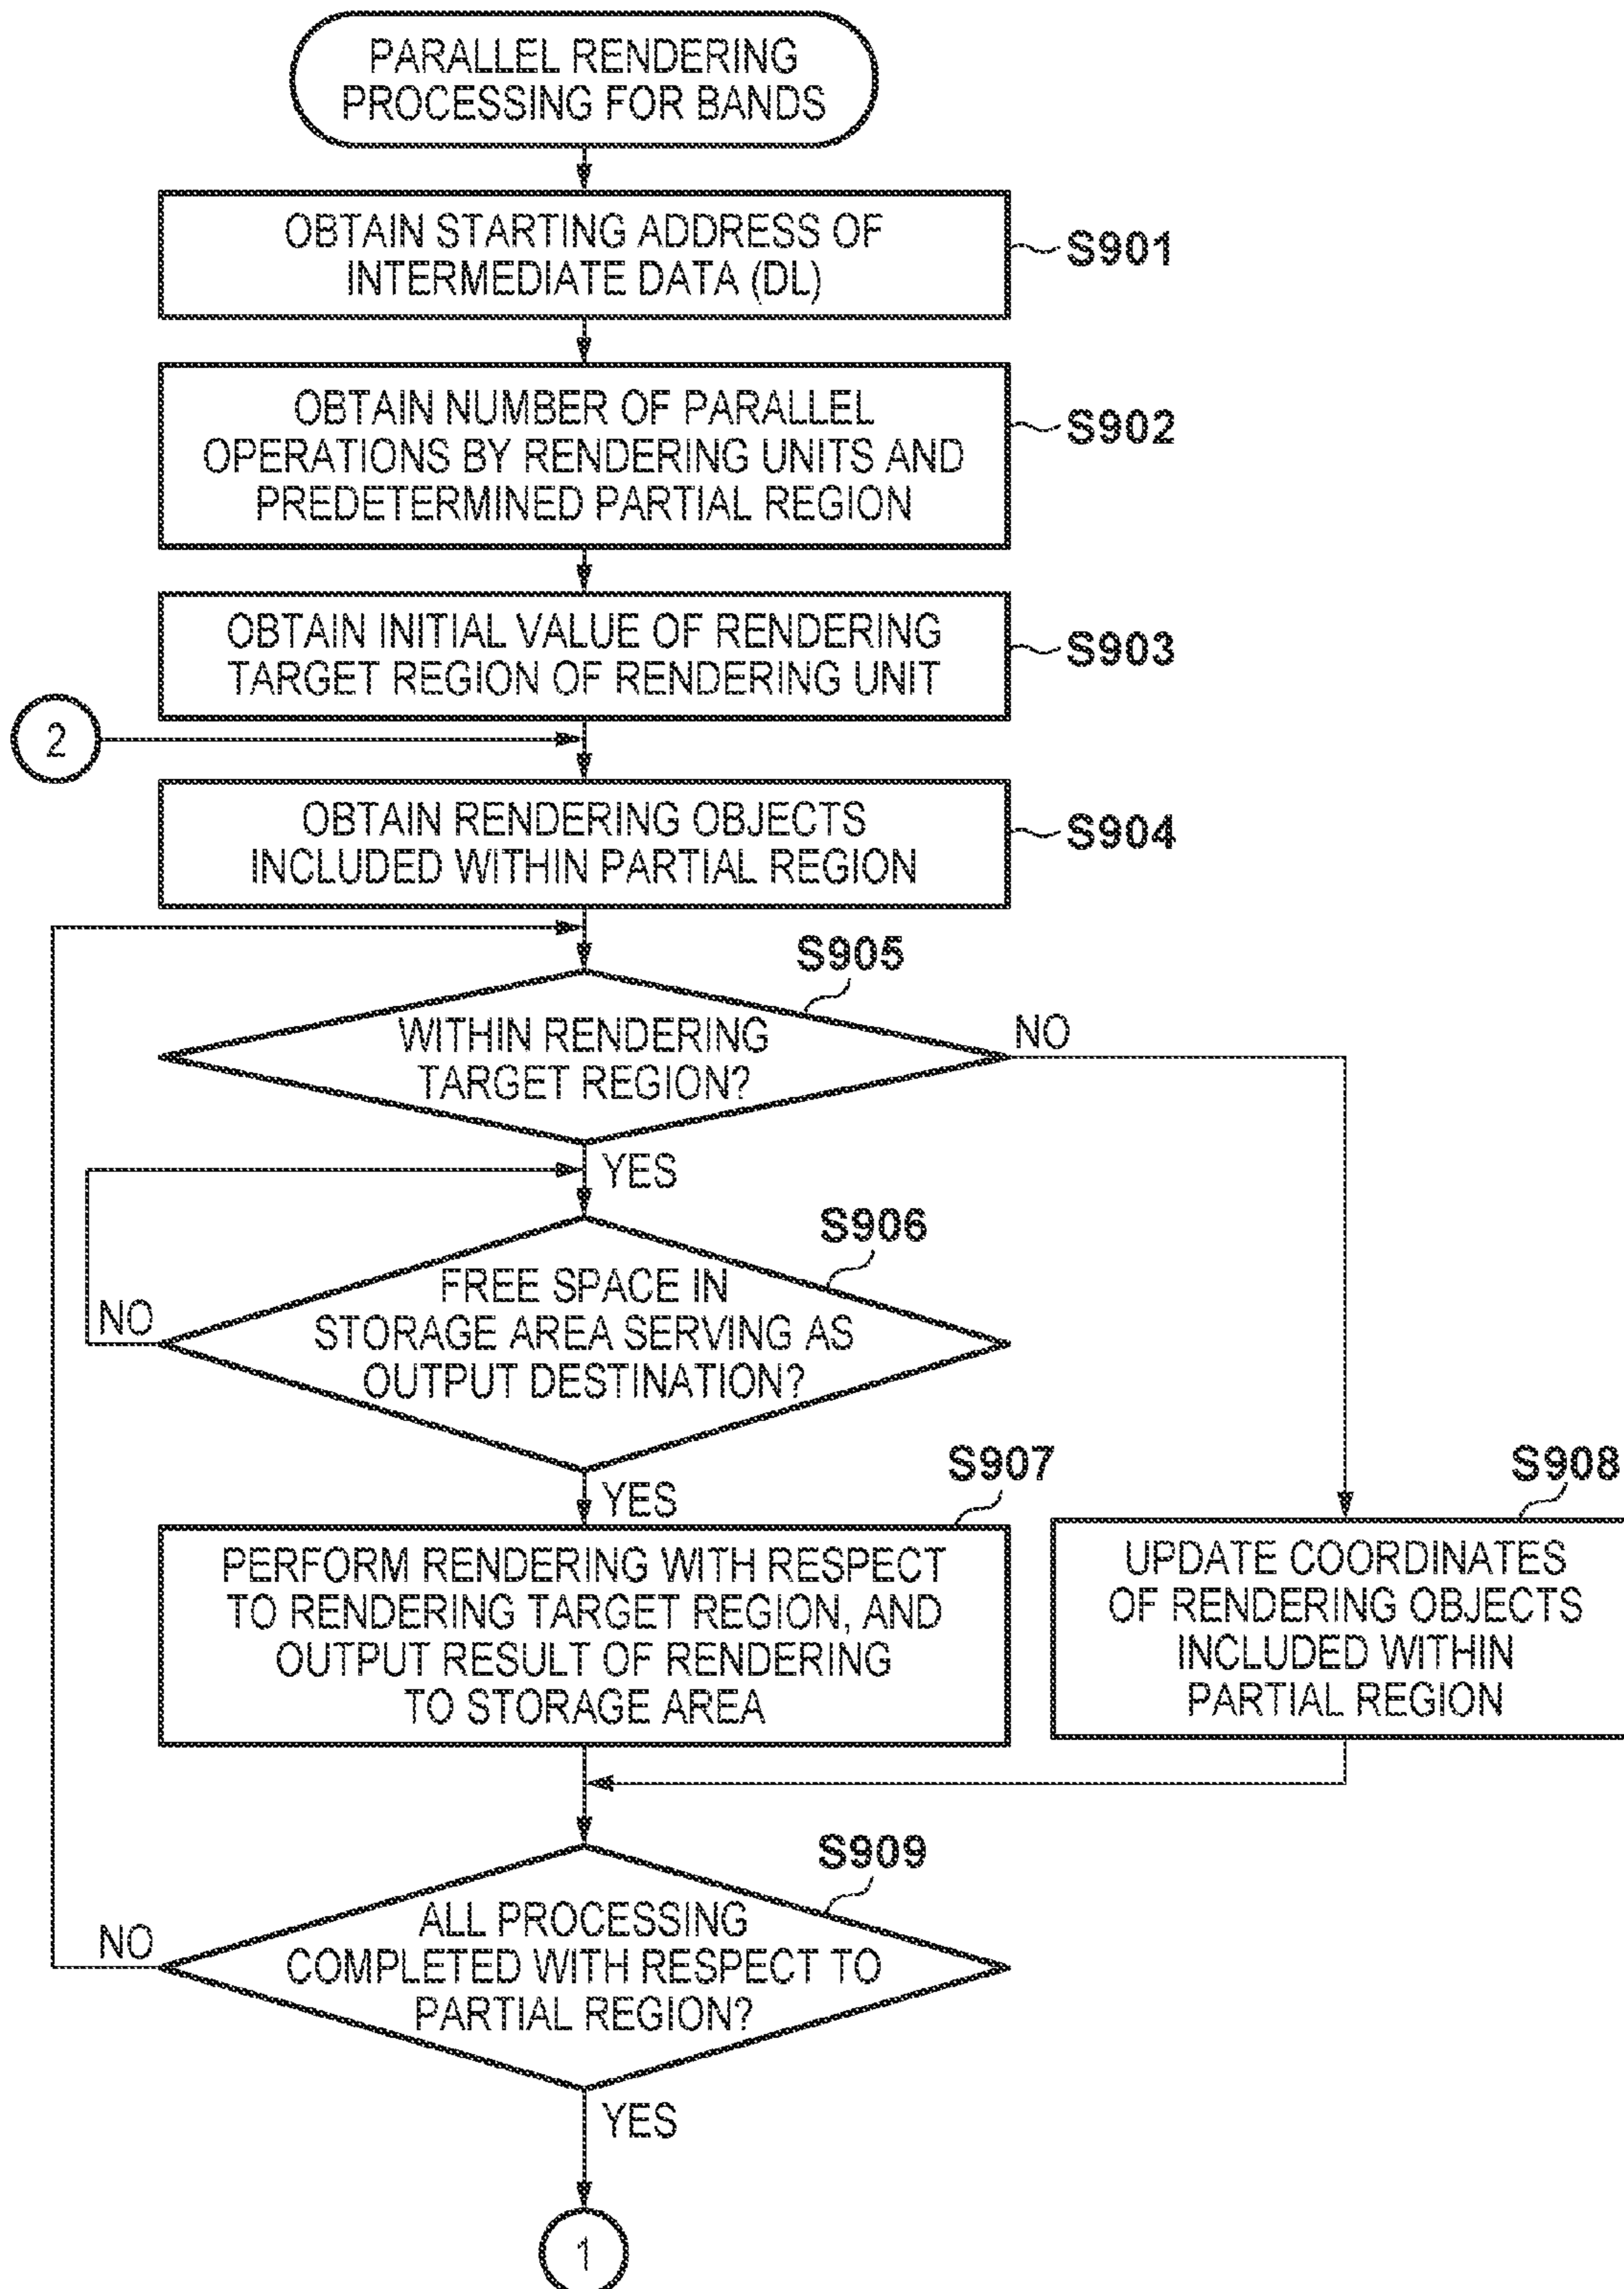 PARALLEL RENDERING
PROCESSING FOR BANDS
OBTAIN STARTING ADDRESS OF
INTERMEDIATE DATA (DL)
S901
OBTAIN NUMBER OF PARALLEL
OPERATIONS BY RENDERING UNITS AND
PREDETERMINED PARTIAL REGION
S902
OBTAIN INITIAL VALUE OF RENDERING
TARGET REGION OF RENDERING UNIT
S903
2
OBTAIN RENDERING OBJECTS
INCLUDED WITHIN PARTIAL REGION
S904
S905
WITHIN RENDERING
TARGET REGION?
NO
YES
S906
FREE SPACE IN
STORAGE AREA SERVING AS
OUTPUT DESTINATION?
NO
YES
S907
PERFORM RENDERING WITH RESPECT
TO RENDERING TARGET REGION, AND
OUTPUT RESULT OF RENDERING
TO STORAGE AREA
S908
UPDATE COORDINATES
OF RENDERING OBJECTS
INCLUDED WITHIN
PARTIAL REGION
S909
ALL PROCESSING
COMPLETED WITH RESPECT TO
PARTIAL REGION?
NO
YES
1